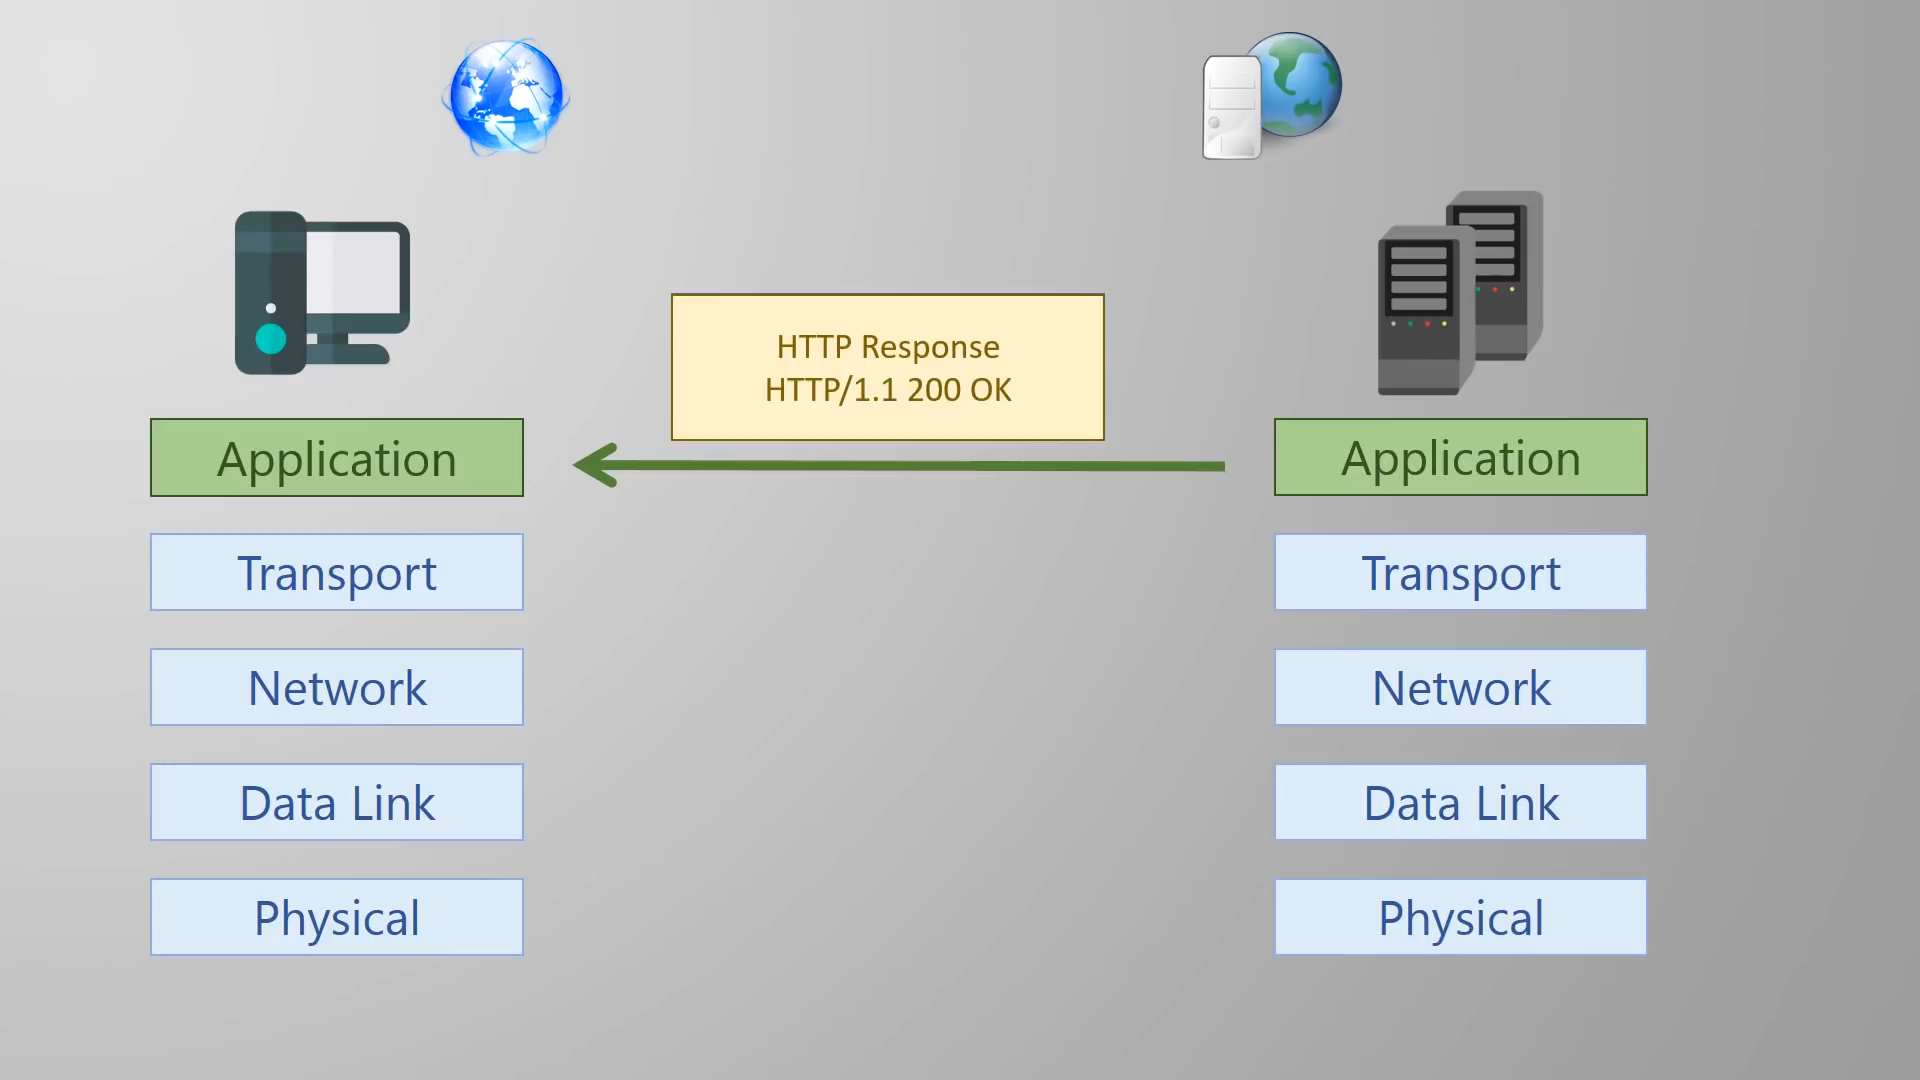 HTTP Response
HTTP/1.1 200 OK
Application
Application
Transport
Transport
Network
Network
Data Link
Data Link
Physical
Physical